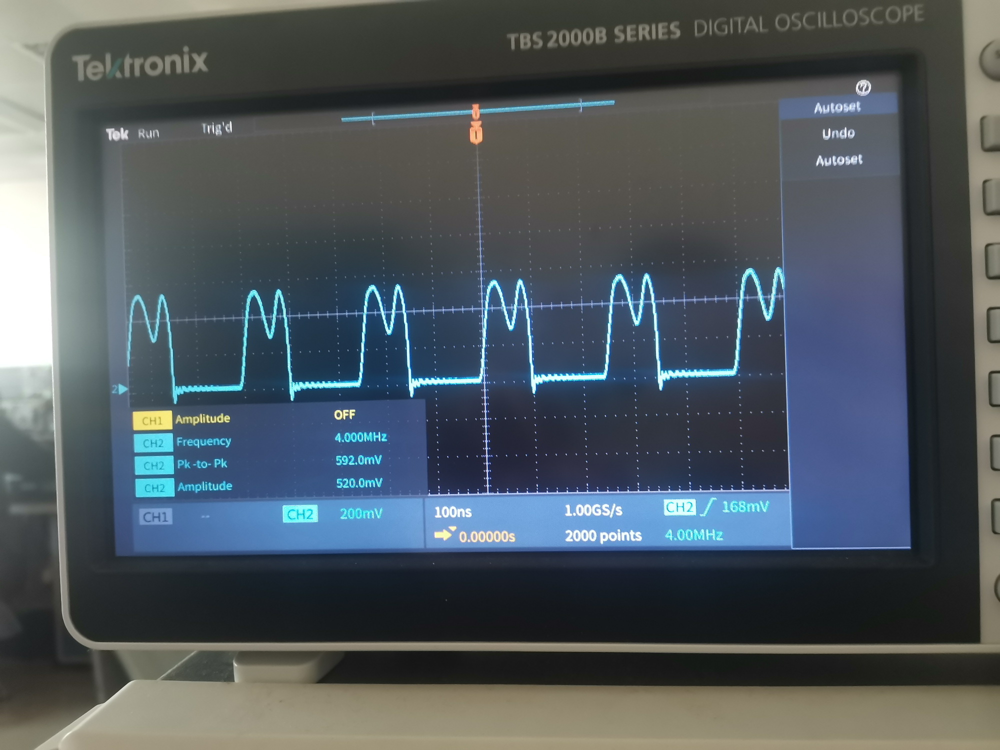 TBS 2000B SERIES DIGITAL OSCILLOSCOPE
Tektronix
Tek Run Trig'd
Autoset
Undo
Autoset
2
CH1 Amplitude OFF
CH2 Frequency 4.000MHz
CH2 Pk-to-Pk 592.0mV
CH2 Amplitude 520.0mV
CH1 -- CH2 200mV
100ns 1.00GS/s CH2 168mV
0.00000s 2000 points 4.00MHz